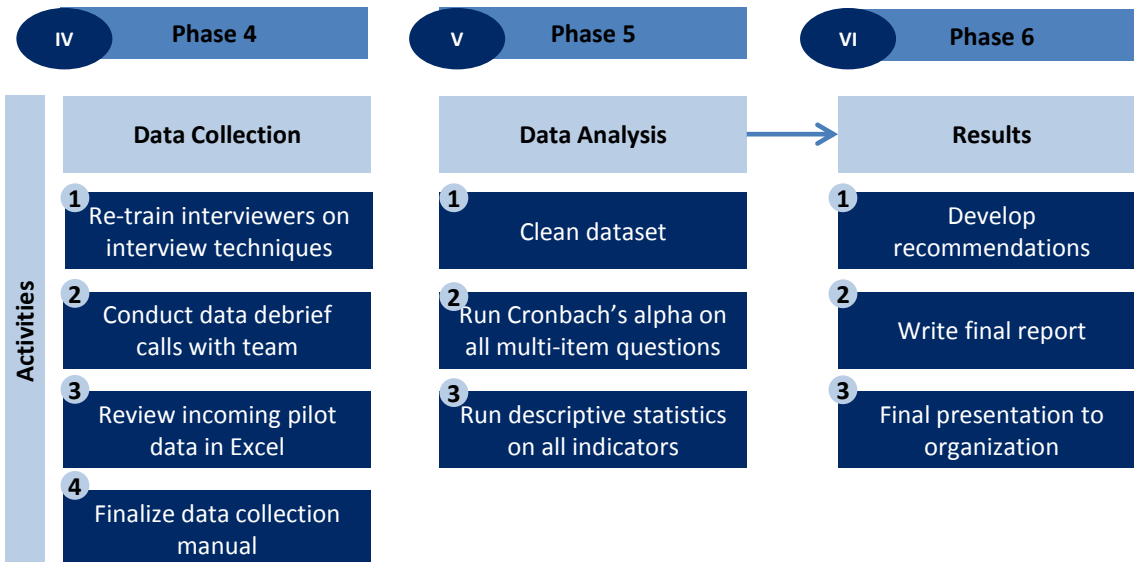 IV
Phase 4
V
Phase 5
VI
Phase 6
Activities
Data Collection
1
Re-train interviewers on
interview techniques
2
Conduct data debrief
calls with team
3
Review incoming pilot
data in Excel
4
Finalize data collection
manual
Data Analysis
1
Clean dataset
2
Run Cronbach’s alpha on
all multi-item questions
3
Run descriptive statistics
on all indicators
Results
1
Develop
recommendations
2
Write final report
3
Final presentation to
organization